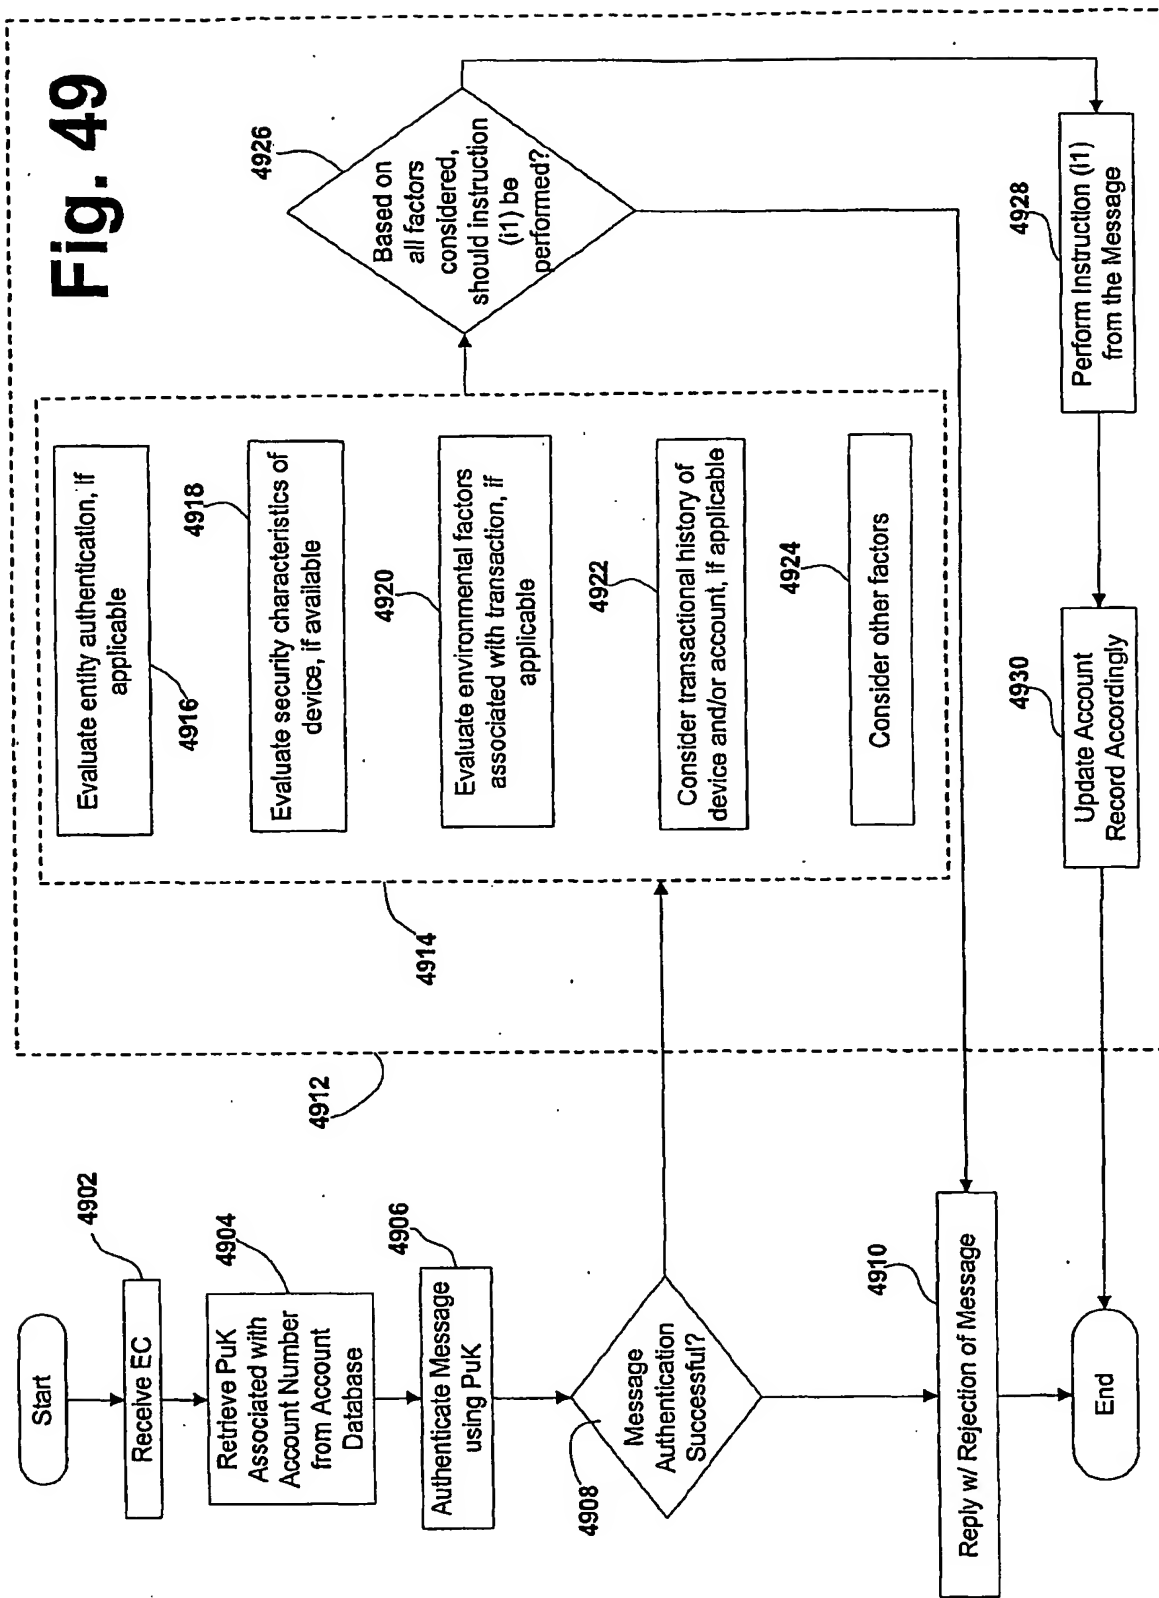 Fig. 49
Start
4902
Receive EC
4904
Retrieve PuK
Associated with
Account Number
from Account
Database
4906
Authenticate Message
using PuK
4908
Message
Authentication
Successful?
4910
Reply w/ Rejection of Message
End
4912
4914
Evaluate entity authentication, if
applicable
4916
4918
Evaluate security characteristics of
device, if available
4920
Evaluate environmental factors
associated with transaction, if
applicable
4922
Consider transactional history of
device and/or account, if applicable
4924
Consider other factors
4926
Based on
all factors
considered,
should instruction
(i1) be
performed?
4928
Perform Instruction (i1)
from the Message
4930
Update Account
Record Accordingly